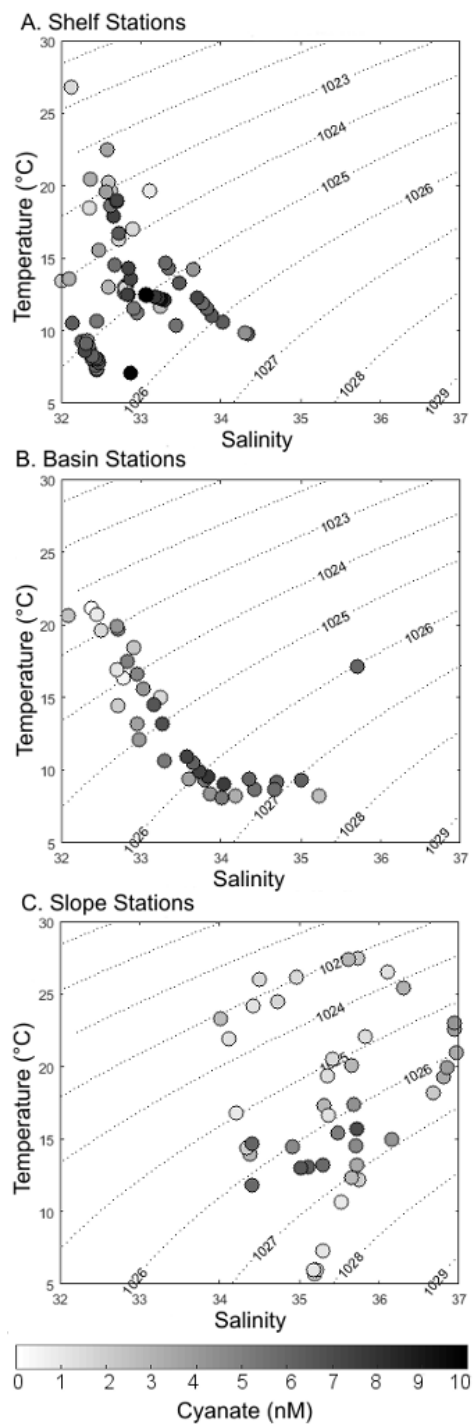 A. Shelf Stations
30
25
20
15
10
5
Temperature (°C)
1023
1024
1025
1026
1027
1028
1029
1026
32 33 34 35 36 37
Salinity
B. Basin Stations
30
25
20
15
10
5
Temperature (°C)
1023
1024
1025
1026
1027
1028
1029
1026
32 33 34 35 36 37
Salinity
C. Slope Stations
30
25
20
15
10
5
Temperature (°C)
1024
1026
1027
1028
1029
1026
32 33 34 35 36 37
Salinity
0 1 2 3 4 5 6 7 8 9 10
Cyanate (nM)